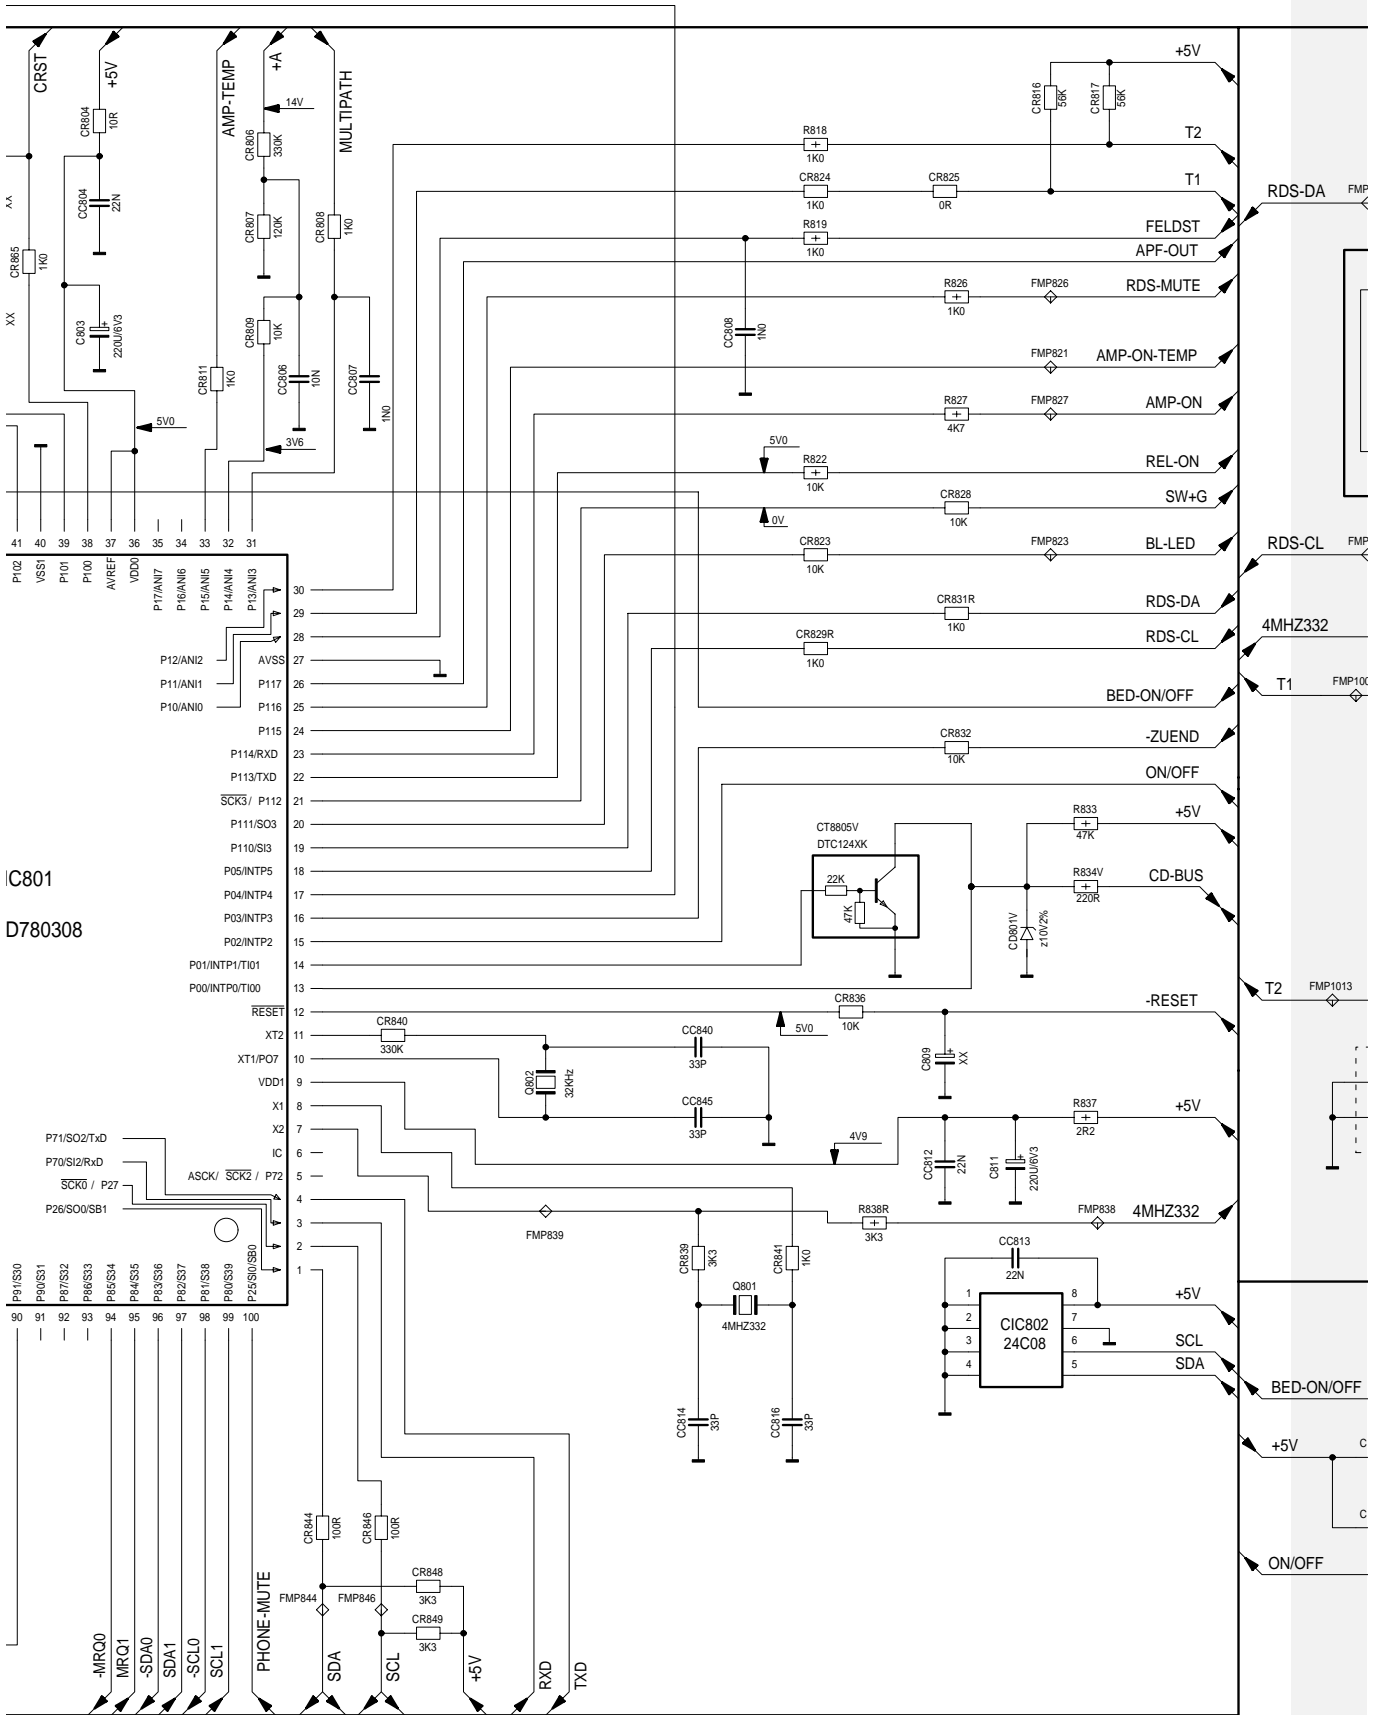 CRST
+5V
AMP-TEMP
+A
MULTIPATH
+5V
CR804
10R
14V
CR806
330K
CR816
56K
CR817
56K
R818
1K0
T2
XX
CC804
22N
CR824
1K0
CR825
0R
T1
RDS-DA
FMP
CR807
120K
CR808
1K0
R819
1K0
FELDST
CR865
1K0
APF-OUT
R826
1K0
FMP826
RDS-MUTE
XX
C803
220U/6V3
CR809
10K
CC808
1N0
CR811
1K0
CC806
10N
CC807
1N0
FMP821
AMP-ON-TEMP
R827
4K7
FMP827
AMP-ON
5V0
3V6
5V0
R822
10K
REL-ON
0V
CR828
10K
SW+G
CR823
10K
FMP823
BL-LED
RDS-CL
FMP
41 40 39 38 37 36 35 34 33 32 31
P102
VSS1
P101
P100
AVREF
VDD0
P17/ANI7
P16/ANI6
P15/ANI5
P14/ANI4
P13/ANI3
30
29
28
P12/ANI2
P11/ANI1
P10/ANI0
AVSS 27
P117 26
P116 25
P115 24
P114/RXD 23
P113/TXD 22
SCK3 / P112 21
P111/SO3 20
P110/SI3 19
P05/INTP5 18
P04/INTP4 17
P03/INTP3 16
P02/INTP2 15
P01/INTP1/TI01 14
P00/INTP0/TI00 13
RESET 12
XT2 11
XT1/PO7 10
VDD1 9
X1 8
X2 7
IC 6
ASCK/ SCK2 / P72 5
4
3
2
1
P71/SO2/TxD
P70/SI2/RxD
SCK0 / P27
P26/SO0/SB1
IC801
D780308
CR831R
1K0
RDS-DA
CR829R
1K0
RDS-CL
4MHZ332
BED-ON/OFF
T1
FMP100
CR832
10K
-ZUEND
ON/OFF
CT8805V
DTC124XK
22K
47K
R833
47K
+5V
R834V
220R
CD-BUS
CD801V
z10V2%
T2
FMP1013
CR836
10K
-RESET
5V0
CR840
330K
CC840
33P
C809
XX
Q802
32KHz
CC845
33P
R837
2R2
+5V
4V9
CC812
22N
C811
220U/6V3
FMP839
R838R
3K3
FMP838
4MHZ332
CR839
3K3
CR841
1K0
CC813
22N
Q801
4MHZ332
1
2
3
4
CIC802
24C08
8
7
6
5
+5V
SCL
SDA
BED-ON/OFF
CC814
33P
CC816
33P
+5V
C
C
ON/OFF
P91/S30
P90/S31
P87/S32
P86/S33
P85/S34
P84/S35
P83/S36
P82/S37
P81/S38
P80/S39
P25/SI0/SB0
90 91 92 93 94 95 96 97 98 99 100
CR844
100R
CR846
100R
CR848
3K3
FMP844
FMP846
CR849
3K3
-MRQ0
MRQ1
-SDA0
SDA1
-SCL0
SCL1
PHONE-MUTE
SDA
SCL
+5V
RXD
TXD